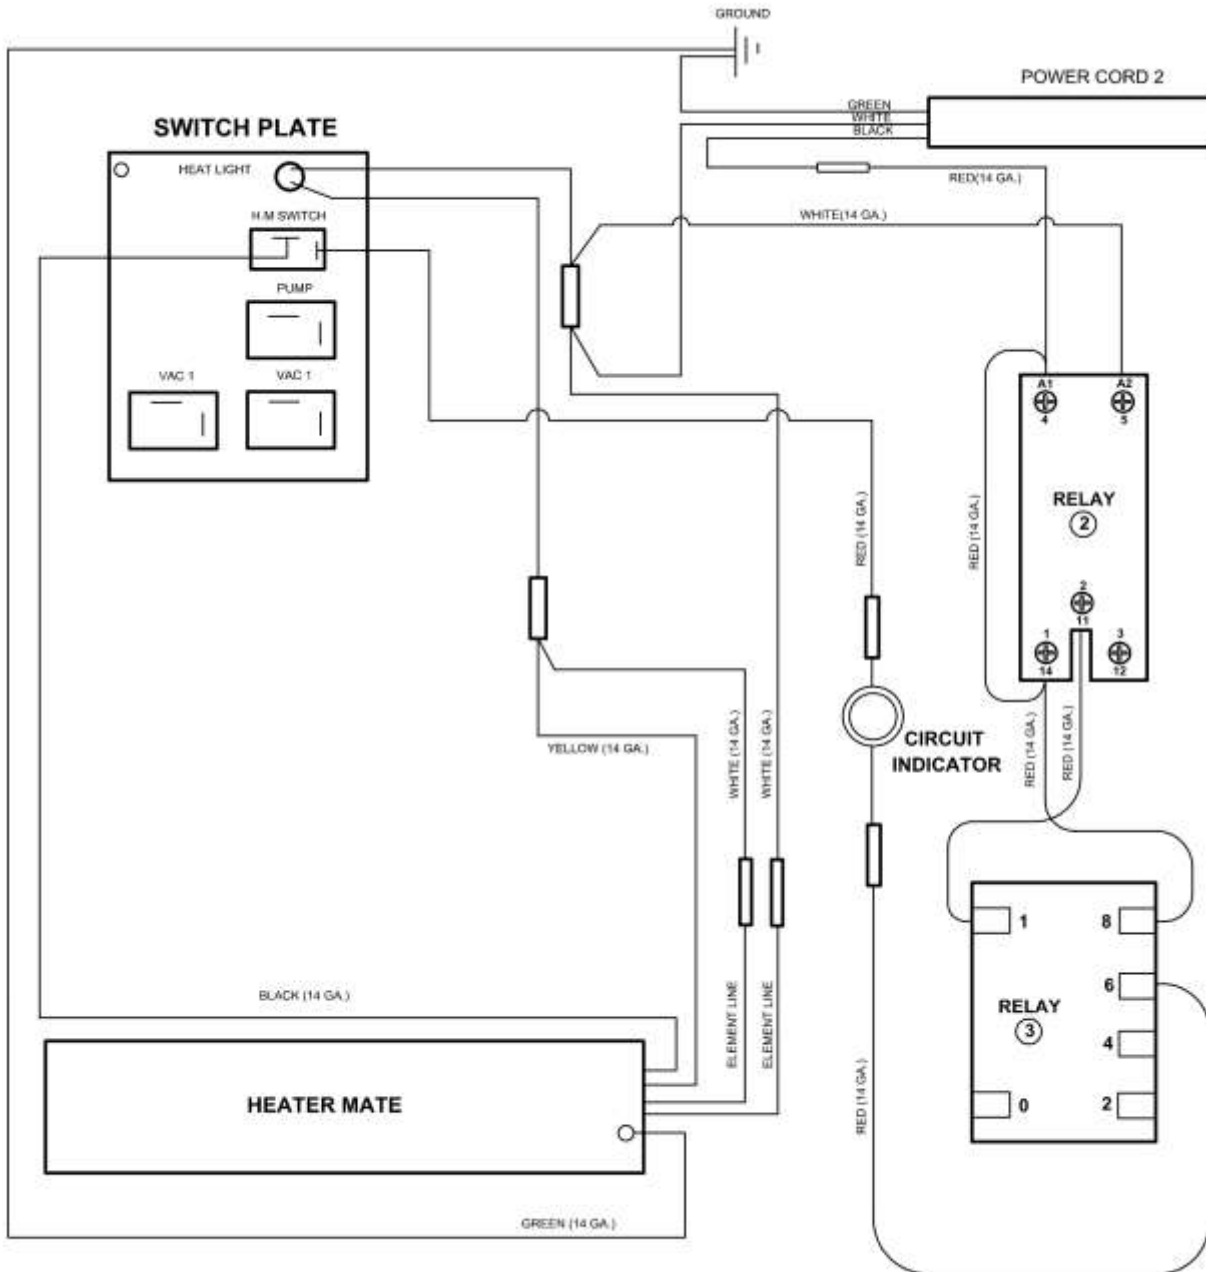 GROUND
POWER CORD 2
GREEN
WHITE
BLACK
SWITCH PLATE
HEAT LIGHT
RED(14 GA.)
H.M SWITCH
WHITE(14 GA.)
PUMP
VAC 1
VAC 1
A1
A2
4
5
RED (14 GA.)
RED (14 GA.)
RELAY
2
2
11
1
3
14
12
WHITE (14 GA.)
WHITE (14 GA.)
YELLOW (14 GA.)
CIRCUIT
INDICATOR
RED (14 GA.)
RED (14 GA.)
1
8
6
RELAY
3
4
0
2
BLACK (14 GA.)
ELEMENT LINE
ELEMENT LINE
RED (14 GA.)
HEATER MATE
GREEN (14 GA.)